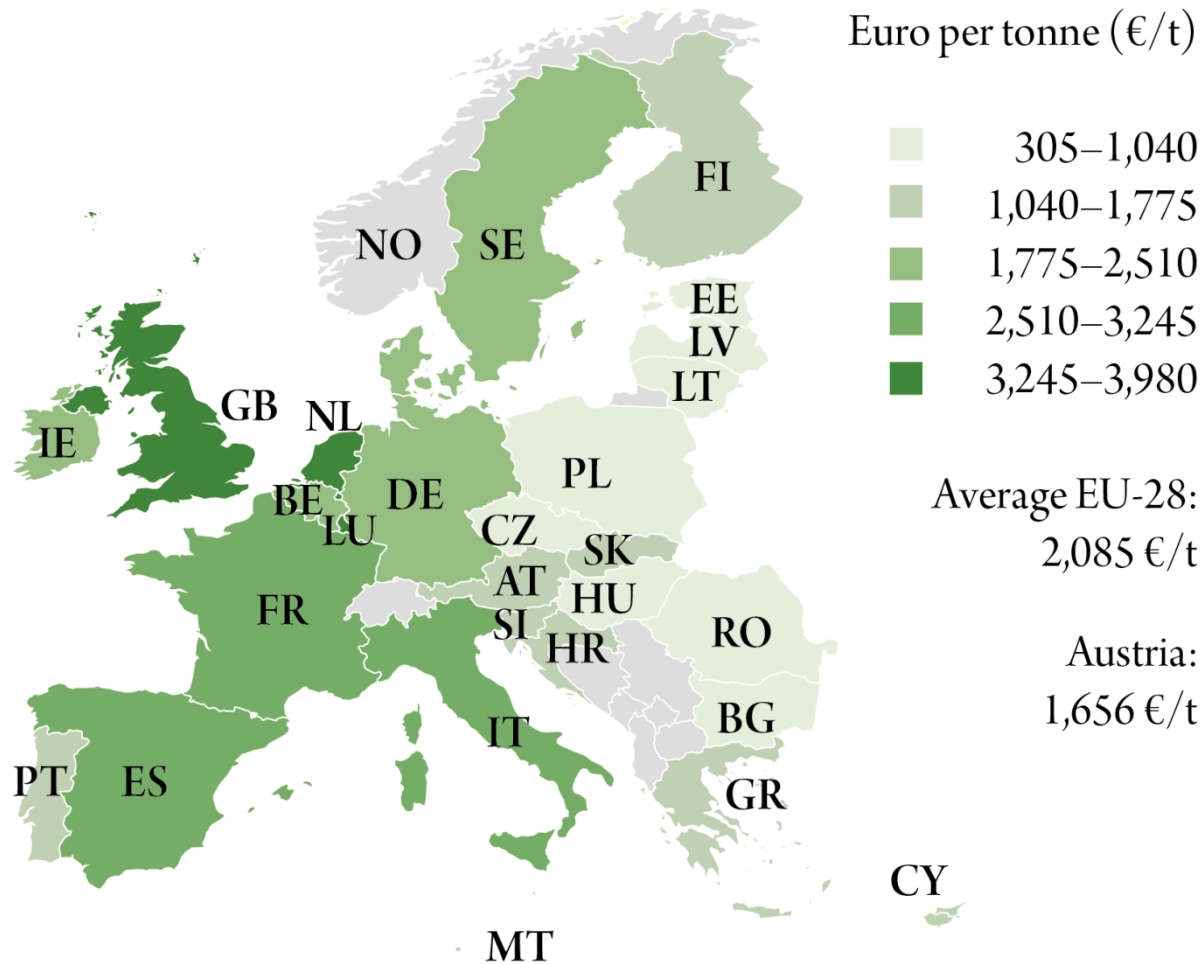 Euro per tonne (€/t)
305–1,040
1,040–1,775
1,775–2,510
2,510–3,245
3,245–3,980
Average EU-28:
2,085 €/t
Austria:
1,656 €/t
FI
NO
SE
EE
LV
LT
GB
NL
IE
BE
DE
PL
LU
CZ
SK
AT
HU
FR
SI
HR
RO
BG
IT
PT
ES
GR
CY
MT